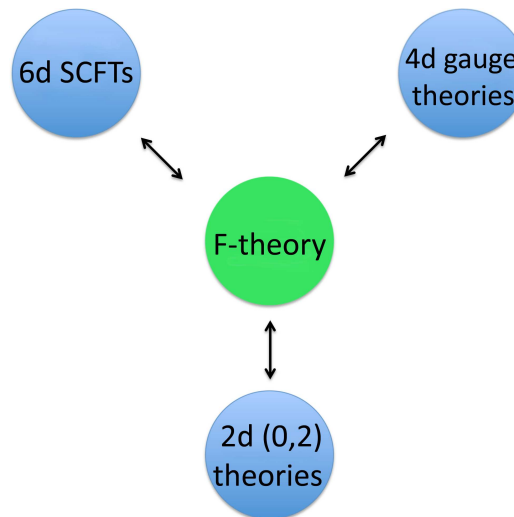 6d SCFTs
4d gauge
theories
F-theory
2d (0,2)
theories